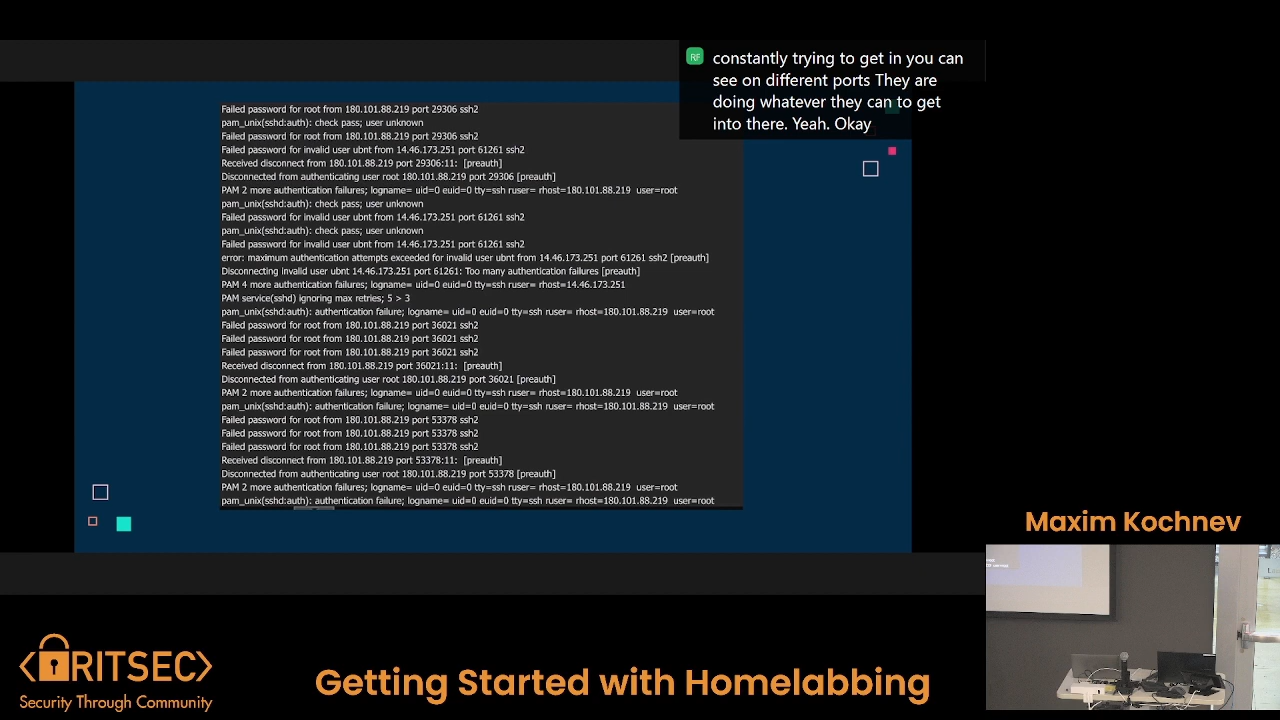 RF
constantly trying to get in you can
see on different ports They are
doing whatever they can to get
into there. Yeah. Okay
Failed password for root from 180.101.88.219 port 29306 ssh2
pam_unix(sshd:auth): check pass; user unknown
Failed password for root from 180.101.88.219 port 29306 ssh2
Failed password for invalid user ubnt from 14.46.173.251 port 61261 ssh2
Received disconnect from 180.101.88.219 port 29306:11:  [preauth]
Disconnected from authenticating user root 180.101.88.219 port 29306 [preauth]
PAM 2 more authentication failures; logname= uid=0 euid=0 tty=ssh ruser= rhost=180.101.88.219  user=root
pam_unix(sshd:auth): check pass; user unknown
Failed password for invalid user ubnt from 14.46.173.251 port 61261 ssh2
pam_unix(sshd:auth): check pass; user unknown
Failed password for invalid user ubnt from 14.46.173.251 port 61261 ssh2
error: maximum authentication attempts exceeded for invalid user ubnt from 14.46.173.251 port 61261 ssh2 [preauth]
Disconnecting invalid user ubnt 14.46.173.251 port 61261: Too many authentication failures [preauth]
PAM 4 more authentication failures; logname= uid=0 euid=0 tty=ssh ruser= rhost=14.46.173.251
PAM service(sshd) ignoring max retries; 5 > 3
pam_unix(sshd:auth): authentication failure; logname= uid=0 euid=0 tty=ssh ruser= rhost=180.101.88.219  user=root
Failed password for root from 180.101.88.219 port 36021 ssh2
Failed password for root from 180.101.88.219 port 36021 ssh2
Failed password for root from 180.101.88.219 port 36021 ssh2
Received disconnect from 180.101.88.219 port 36021:11:  [preauth]
Disconnected from authenticating user root 180.101.88.219 port 36021 [preauth]
PAM 2 more authentication failures; logname= uid=0 euid=0 tty=ssh ruser= rhost=180.101.88.219  user=root
pam_unix(sshd:auth): authentication failure; logname= uid=0 euid=0 tty=ssh ruser= rhost=180.101.88.219  user=root
Failed password for root from 180.101.88.219 port 53378 ssh2
Failed password for root from 180.101.88.219 port 53378 ssh2
Failed password for root from 180.101.88.219 port 53378 ssh2
Received disconnect from 180.101.88.219 port 53378:11:  [preauth]
Disconnected from authenticating user root 180.101.88.219 port 53378 [preauth]
PAM 2 more authentication failures; logname= uid=0 euid=0 tty=ssh ruser= rhost=180.101.88.219  user=root
pam_unix(sshd:auth): authentication failure; logname= uid=0 euid=0 tty=ssh ruser= rhost=180.101.88.219  user=root
Maxim Kochnev
<RITSEC>
Security Through Community
Getting Started with Homelabbing